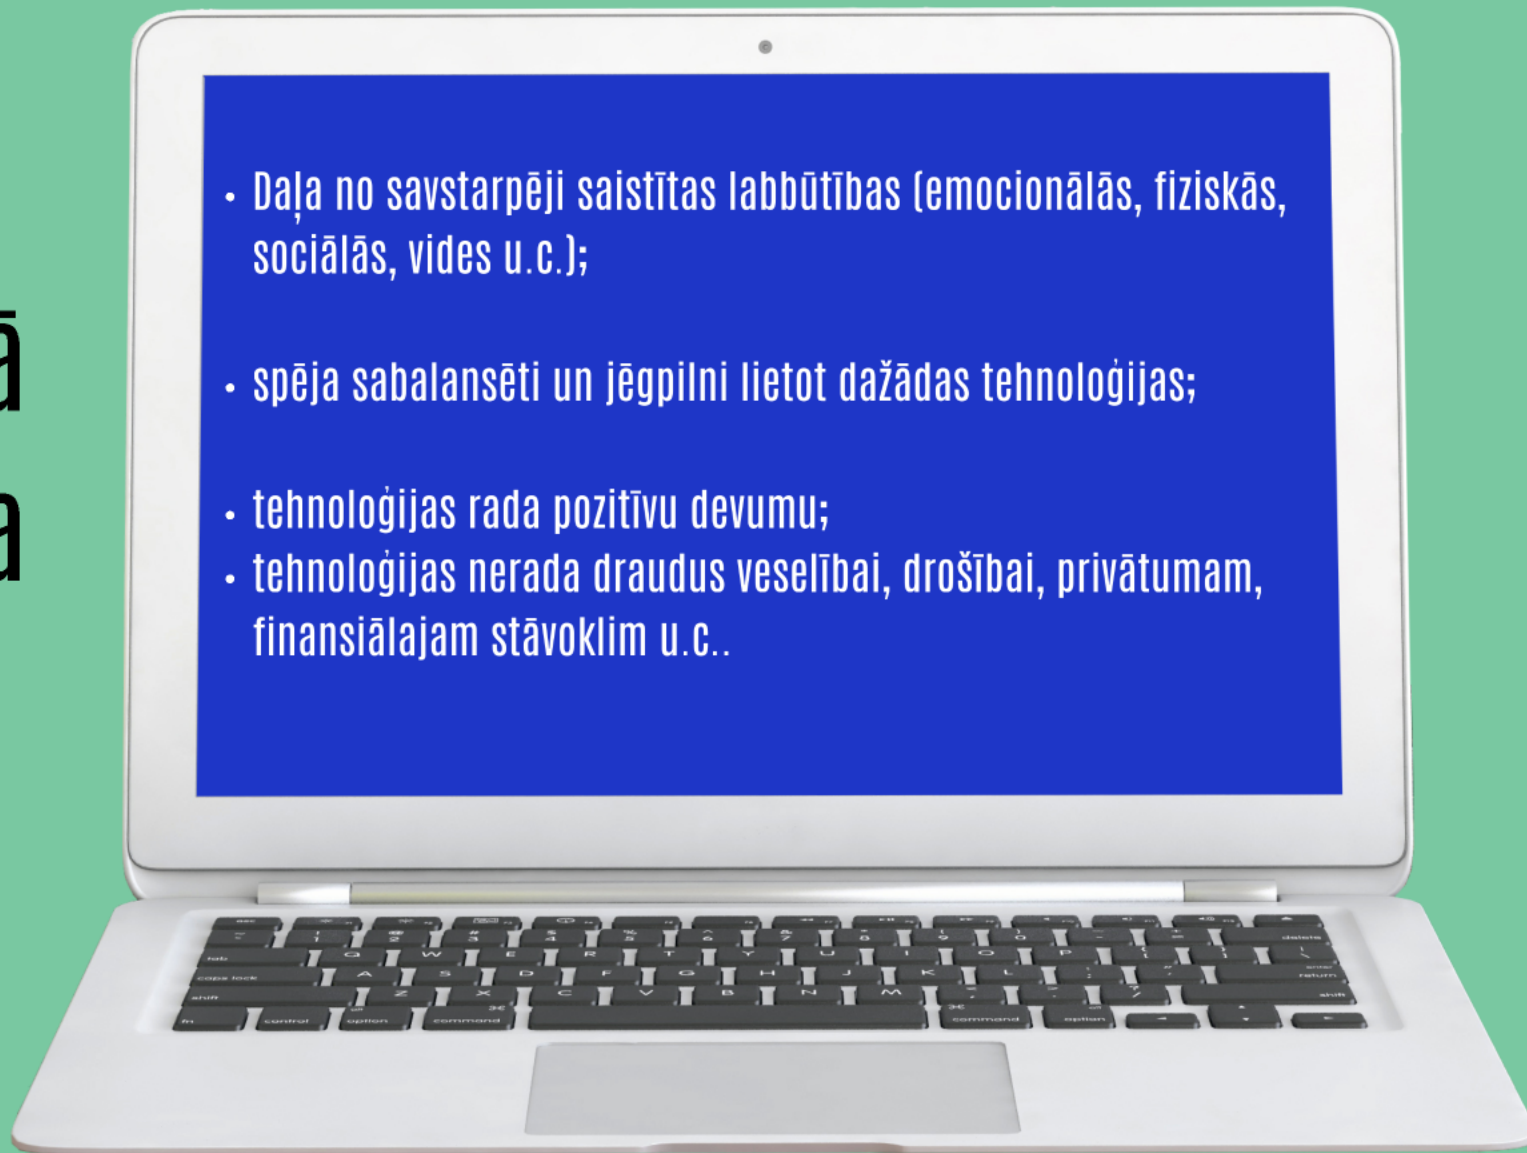 ā
a
• Daļa no savstarpēji saistītas labbūtības (emocionālās, fiziskās,
sociālās, vides u.c.);
• spēja sabalansēti un jēgpilni lietot dažādas tehnoloģijas;
• tehnoloģijas rada pozitīvu devumu;
• tehnoloģijas nerada draudus veselībai, drošībai, privātumam,
finansiālajam stāvoklim u.c..